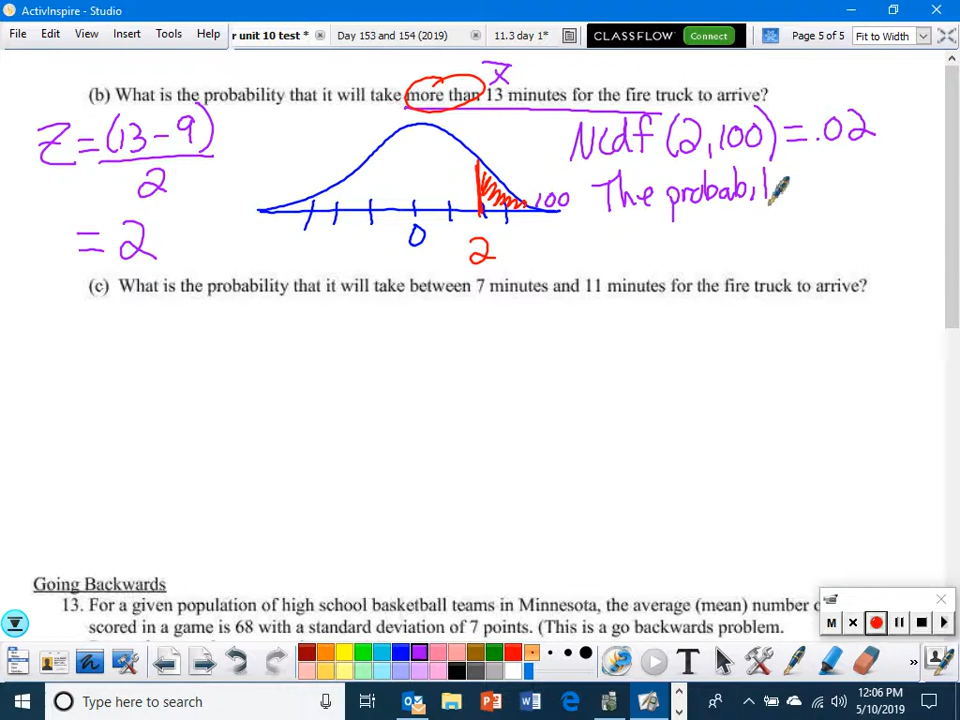 ActivInspire - Studio
File Edit View Insert Tools Help
r unit 10 test * Day 153 and 154 (2019) 11.3 day 1* CLASSFLOW Connect Page 5 of 5 Fit to Width
x
(b) What is the probability that it will take more than 13 minutes for the fire truck to arrive?
Z = (13 - 9)
2
= 2
Ncdf (2, 100) = .02
The probabil
100
0 2
(c) What is the probability that it will take between 7 minutes and 11 minutes for the fire truck to arrive?
Going Backwards
13. For a given population of high school basketball teams in Minnesota, the average (mean) number
scored in a game is 68 with a standard deviation of 7 points. (This is a go backwards problem.
M
T
Type here to search
12:06 PM
5/10/2019